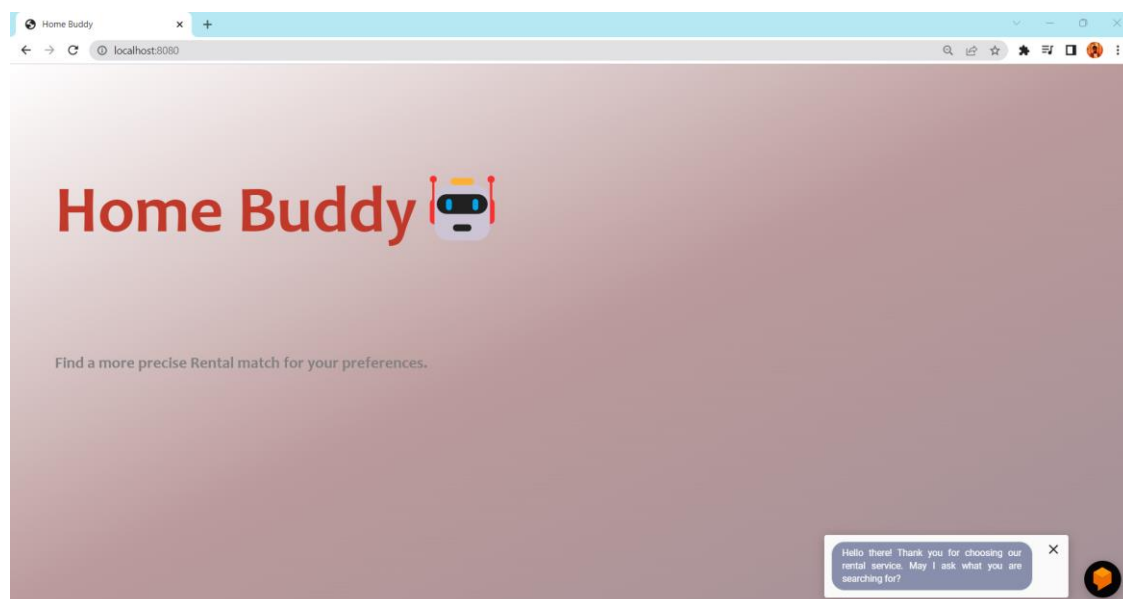 Home Buddy
localhost:8080
Home Buddy
Find a more precise Rental match for your preferences.
Hello there! Thank you for choosing our
rental service. May I ask what you are
searching for?